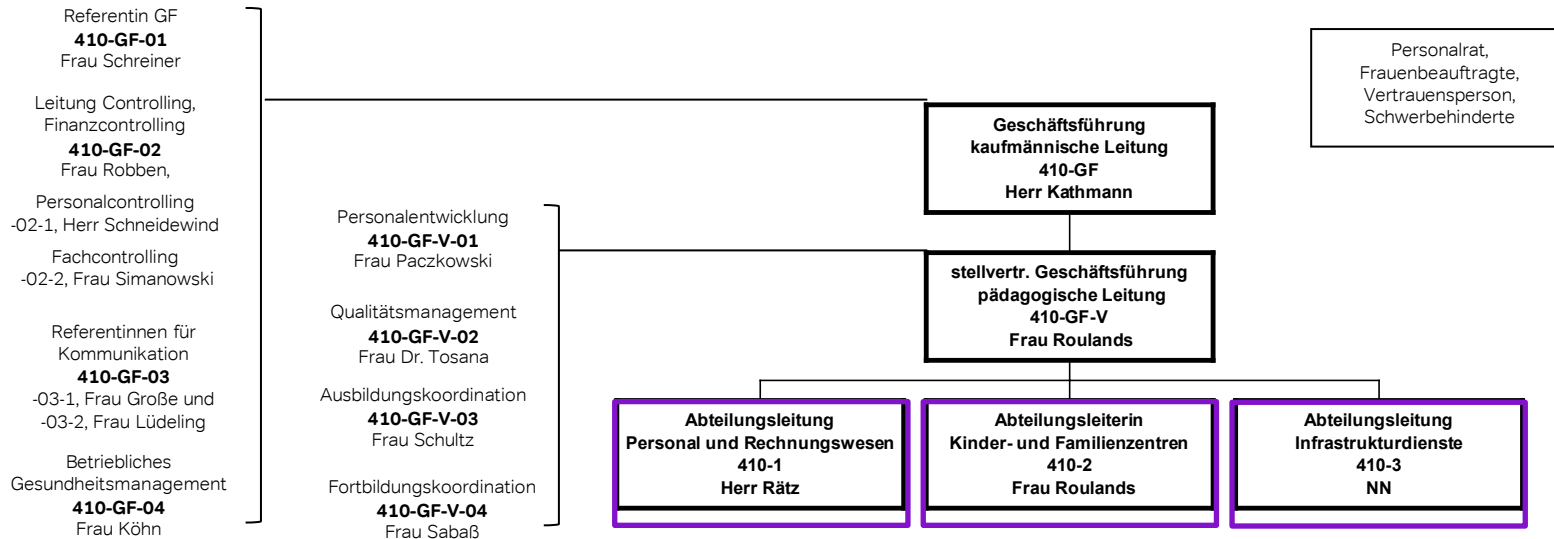 Referentin GF
410-GF-01
Frau Schreiner
Leitung Controlling,
Finanzcontrolling
410-GF-02
Frau Robben,
Personalcontrolling
-02-1, Herr Schneidewind
Fachcontrolling
-02-2, Frau Simanowski
Referentinnen für
Kommunikation
410-GF-03
-03-1, Frau Große und
-03-2, Frau Lüdeling
Betriebliches
Gesundheitsmanagement
410-GF-04
Frau Köhn
Personalentwicklung
410-GF-V-01
Frau Paczkowski
Qualitätsmanagement
410-GF-V-02
Frau Dr. Tosana
Ausbildungskoordination
410-GF-V-03
Frau Schultz
Fortbildungskoordination
410-GF-V-04
Frau Sabaß
Geschäftsführung
kaufmännische Leitung
410-GF
Herr Kathmann
stellvertr. Geschäftsführung
pädagogische Leitung
410-GF-V
Frau Roulands
Abteilungsleitung
Personal und Rechnungswesen
410-1
Herr Rätz
Abteilungsleiterin
Kinder- und Familienzentren
410-2
Frau Roulands
Abteilungsleitung
Infrastrukturdienste
410-3
NN
Personalrat,
Frauenbeauftragte,
Vertrauensperson,
Schwerbehinderte